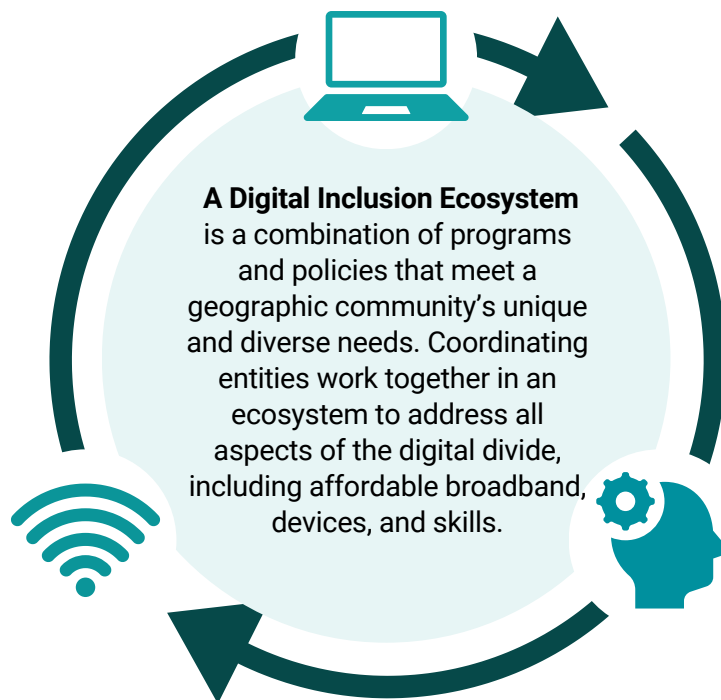 A Digital Inclusion Ecosystem
is a combination of programs
and policies that meet a
geographic community’s unique
and diverse needs. Coordinating
entities work together in an
ecosystem to address all
aspects of the digital divide,
including affordable broadband,
devices, and skills.